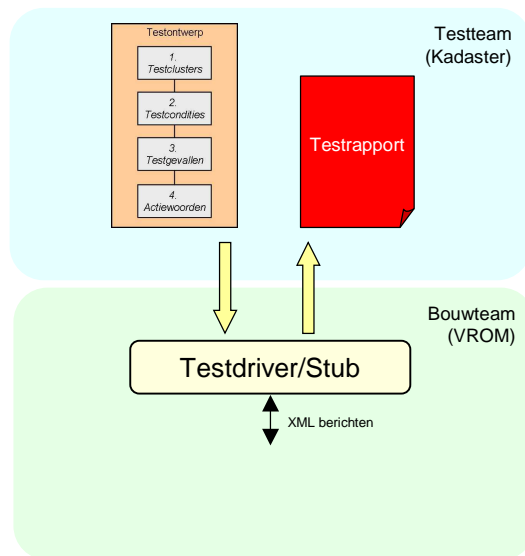 Testteam
(Kadaster)
Testontwerp
1.
Testclusters
2.
Testcondities
3.
Testgevallen
4.
Actiewoorden
Testrapport
Bouwteam
(VROM)
Testdriver/Stub
XML berichten